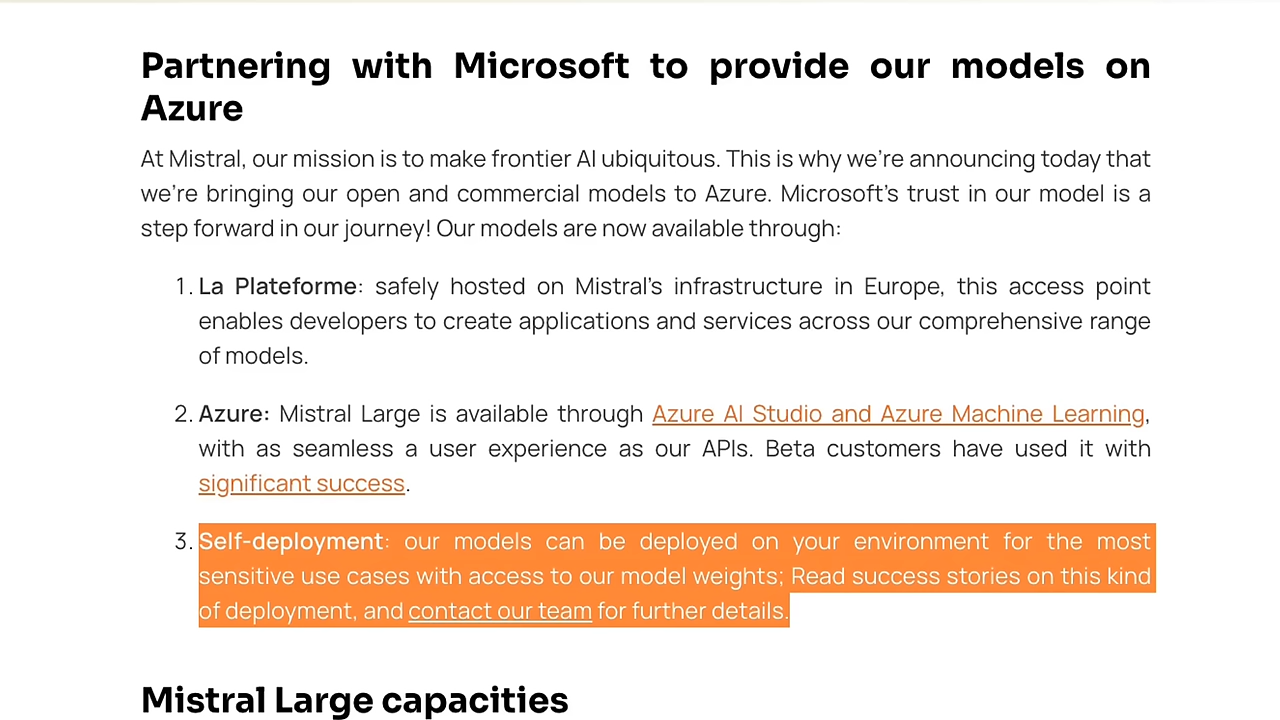 Partnering with Microsoft to provide our models on
Azure
At Mistral, our mission is to make frontier AI ubiquitous. This is why we're announcing today that
we're bringing our open and commercial models to Azure. Microsoft's trust in our model is a
step forward in our journey! Our models are now available through:
1. La Plateforme: safely hosted on Mistral's infrastructure in Europe, this access point
enables developers to create applications and services across our comprehensive range
of models.
2. Azure: Mistral Large is available through Azure AI Studio and Azure Machine Learning,
with as seamless a user experience as our APIs. Beta customers have used it with
significant success.
3. Self-deployment: our models can be deployed on your environment for the most
sensitive use cases with access to our model weights; Read success stories on this kind
of deployment, and contact our team for further details.
Mistral Large capacities